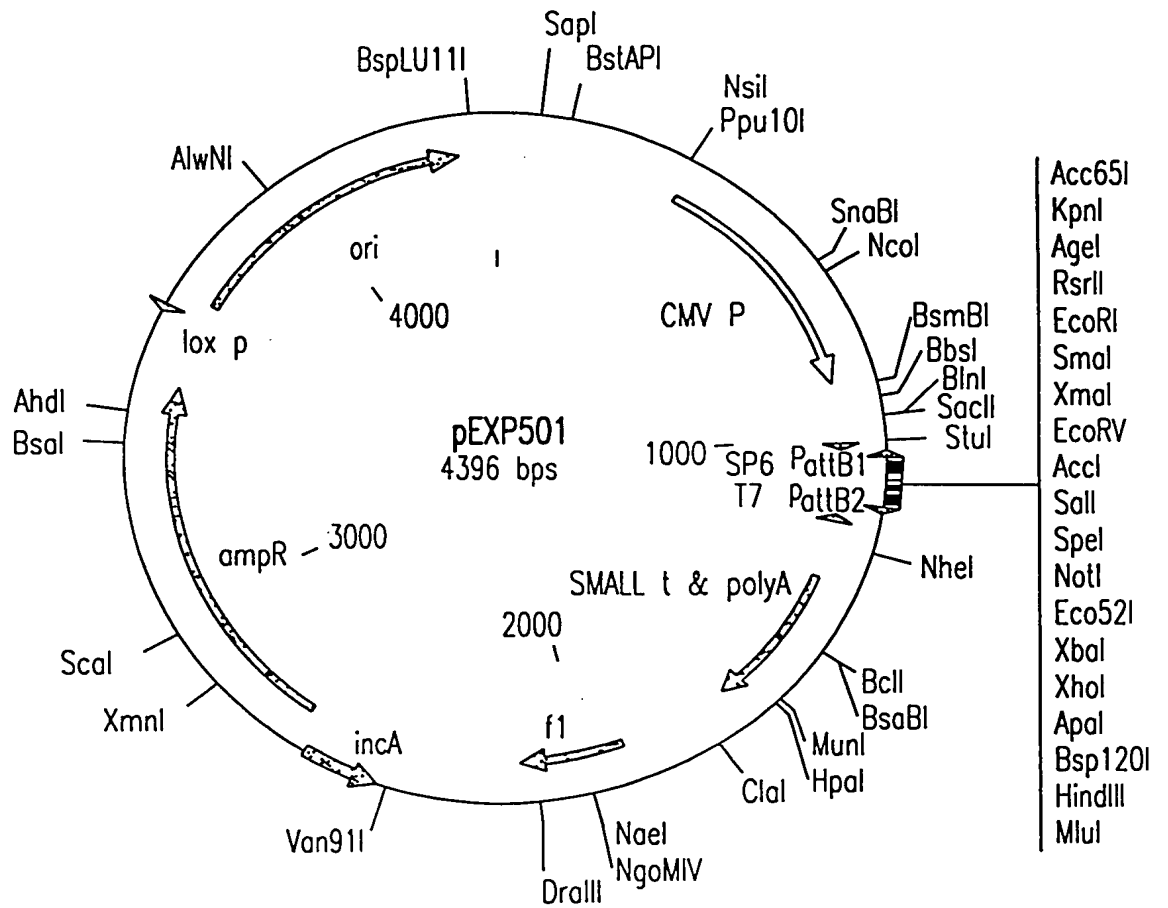 SapI
BspLU11I
BstAPI
NsiI
Ppu10I
AlwNI
SnaBI
NcoI
ori
4000
CMV P
lox p
BsmBI
BbsI
BlnI
SacII
StuI
AhdI
BsaI
pEXP501
4396 bps
1000
SP6 PattB1
T7 PattB2
ampR
3000
NheI
SMALL t & polyA
2000
ScaI
XmnI
BclI
BsaBI
incA
f1
MunI
HpaI
ClaI
Van91I
NaeI
NgoMIV
DraIII
Acc65I
KpnI
AgeI
RsrII
EcoRI
SmaI
XmaI
EcoRV
AccI
SalI
SpeI
NotI
Eco52I
XbaI
XhoI
ApaI
Bsp120I
HindIII
MluI